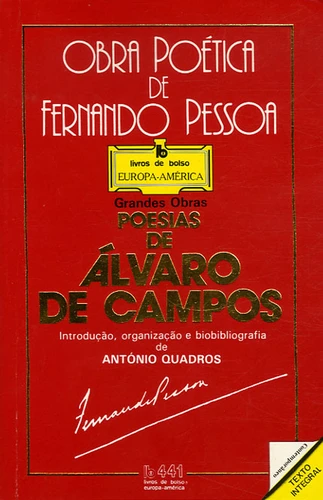 OBRA POÉTICA
DE
FERNANDO PESSOA
livros de bolso
EUROPA-AMÉRICA
Grandes Obras
POESIAS
DE
ÁLVARO
DE CAMPOS
Introdução, organização e biobibliografia
de
ANTÓNIO QUADROS
Fernando Pessoa
441
livros de bolso
europa-américa
TEXTO
INTEGRAL